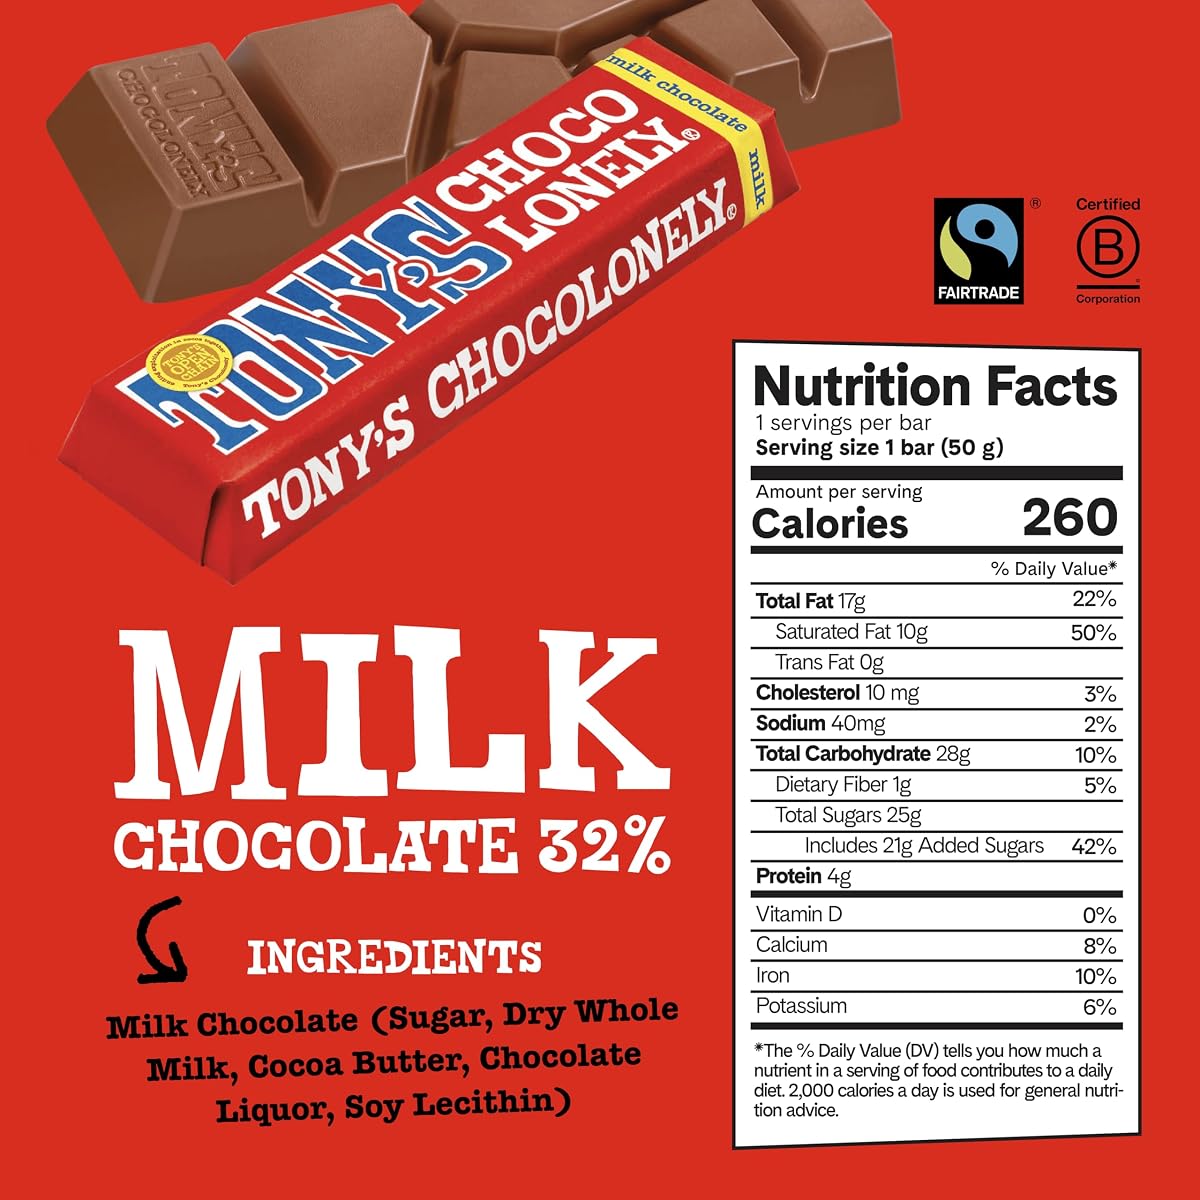 TONY'S
CHOCOLONELY
milk chocolate
milk
TONY'S CHOCO
LONELY®
TONY'S CHOCOLONELY®
TONY'S
OPEN
CHAIN
FAIRTRADE
®
Certified
B
®
Corporation
MILK
CHOCOLATE 32%
INGREDIENTS
Milk Chocolate (Sugar, Dry Whole
Milk, Cocoa Butter, Chocolate
Liquor, Soy Lecithin)
Nutrition Facts
1 servings per bar
Serving size 1 bar (50 g)
Amount per serving
Calories 260
% Daily Value*
Total Fat 17g 22%
Saturated Fat 10g 50%
Trans Fat 0g
Cholesterol 10 mg 3%
Sodium 40mg 2%
Total Carbohydrate 28g 10%
Dietary Fiber 1g 5%
Total Sugars 25g
Includes 21g Added Sugars 42%
Protein 4g
Vitamin D 0%
Calcium 8%
Iron 10%
Potassium 6%
*The % Daily Value (DV) tells you how much a
nutrient in a serving of food contributes to a daily
diet. 2,000 calories a day is used for general nutri-
tion advice.